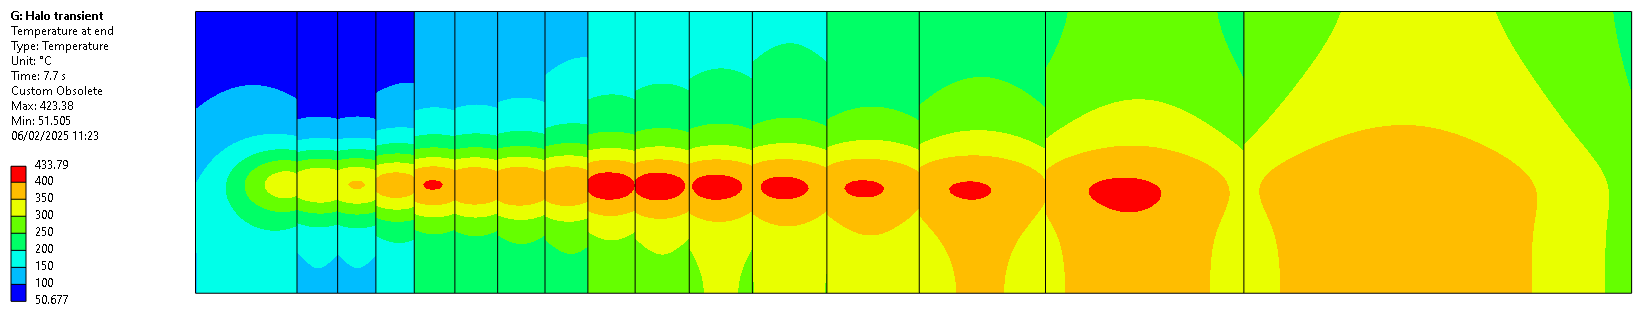 G: Halo transient
Temperature at end
Type: Temperature
Unit: °C
Time: 7.7 s
Custom Obsolete
Max: 423.38
Min: 51.505
06/02/2025 11:23
433.79
400
350
300
250
200
150
100
50.677